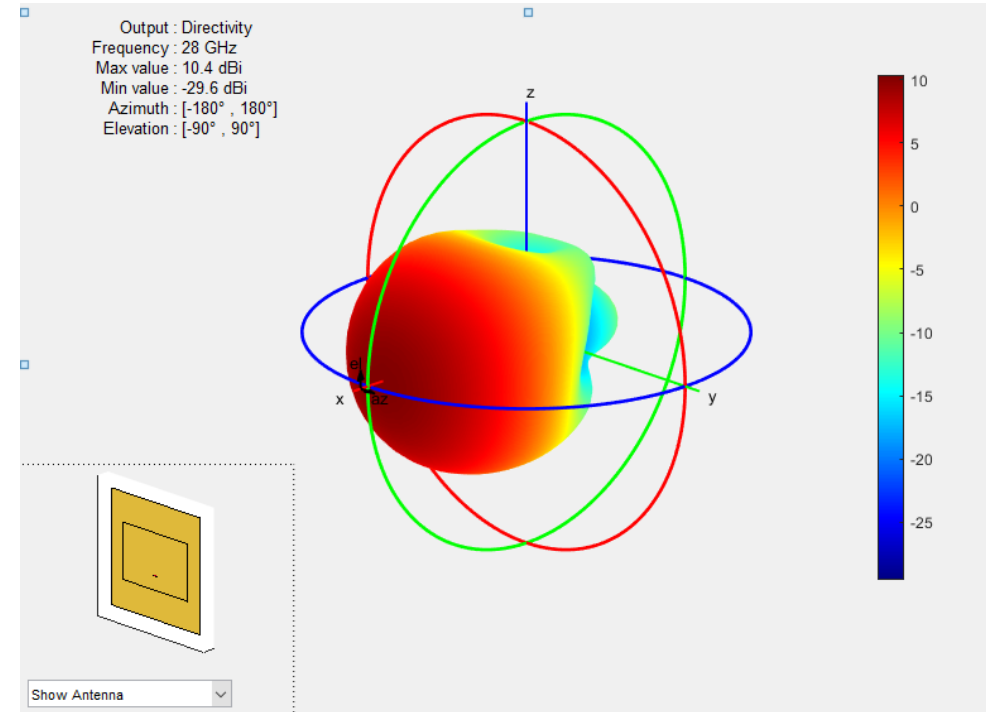 Output : Directivity
Frequency : 28 GHz
Max value : 10.4 dBi
Min value : -29.6 dBi
Azimuth : [-180° , 180°]
Elevation : [-90° , 90°]
z
el
x
az
y
10
5
0
-5
-10
-15
-20
-25
Show Antenna